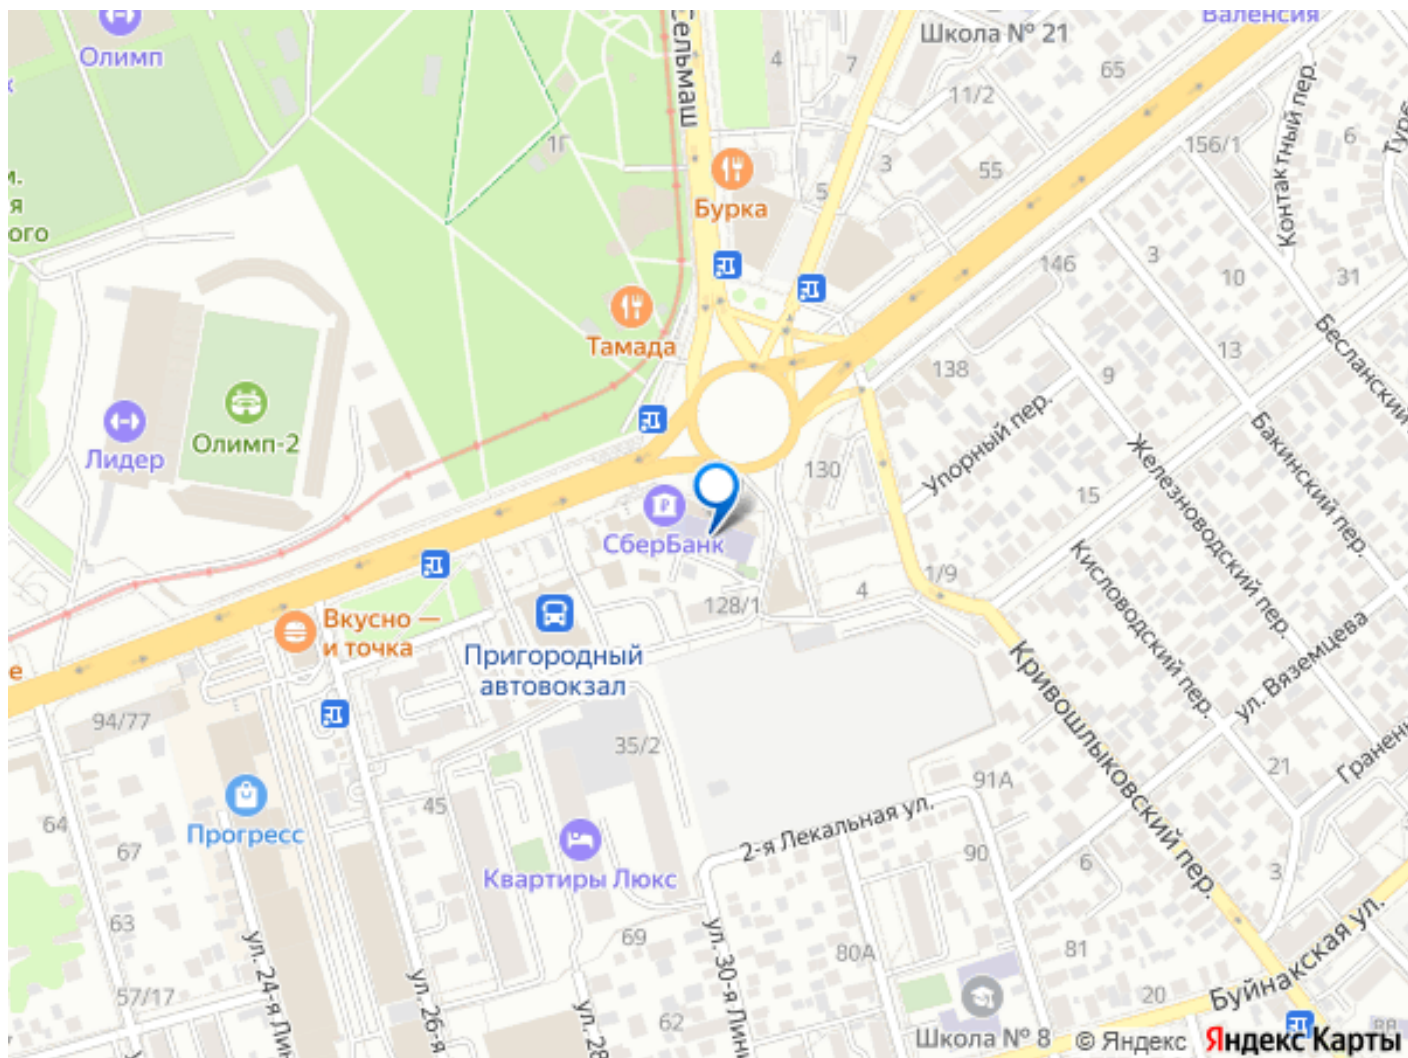 Олимп
Сельмаш
4
7
Школа № 21
Валенсия
65
11/2
156/1
Контактный пер.
6
1Г
3
55
5
Бурка
3
10
31
146
Тамада
Олимп-2
Лидер
138
9
13
Бесланский
Бакинский пер.
Упорный пер.
Железноводский пер.
130
15
СберБанк
Кисловодский пер.
1/9
4
128/1
Вкусно —
и точка
Пригородный
автовокзал
ул. Вяземцева
Кривошлыковский пер.
94/77
35/2
21
91А
Прогресс
45
64
67
2-я Лекальная ул.
90
6
3
Квартиры Люкс
63
69
80А
81
ул. 24-я Лин
ул. 26-я
ул. 28
ул. 30-я Лини
Буйнакская ул.
57/17
62
20
Школа № 8
88
© Яндекс
Яндекс Карты